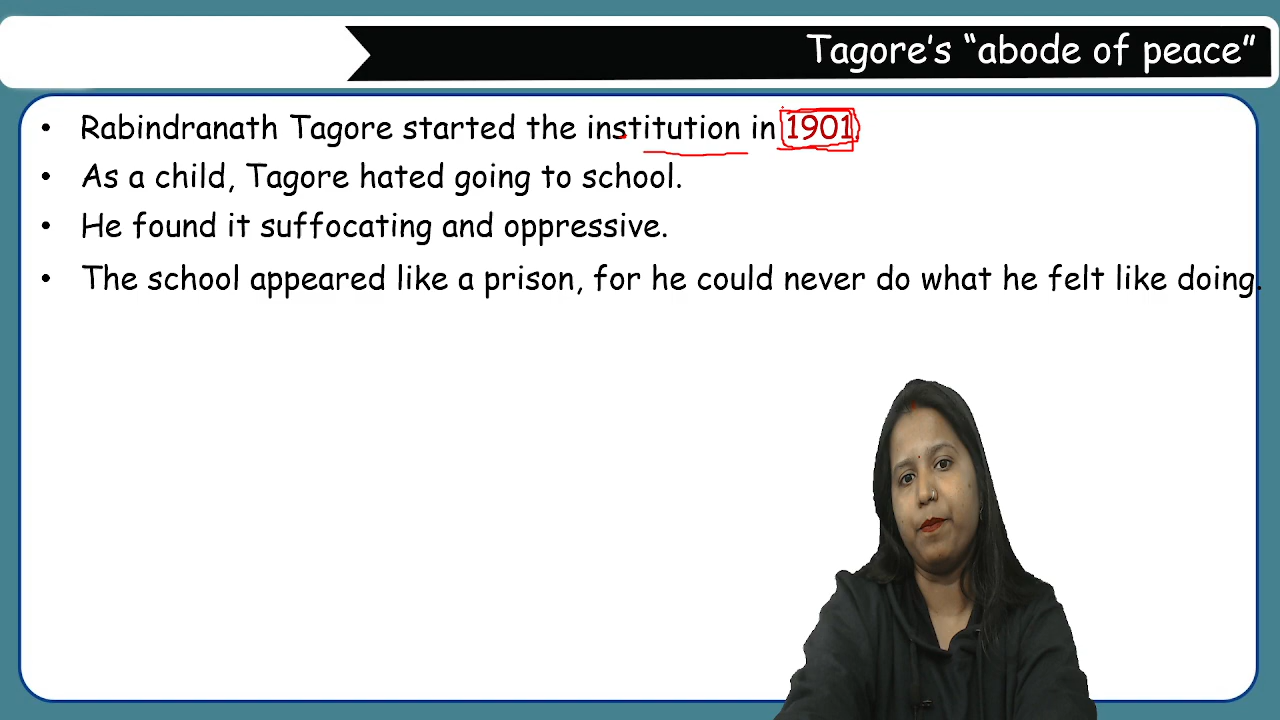 Tagore's “abode of peace”
• Rabindranath Tagore started the institution in 1901
• As a child, Tagore hated going to school.
• He found it suffocating and oppressive.
• The school appeared like a prison, for he could never do what he felt like doing.